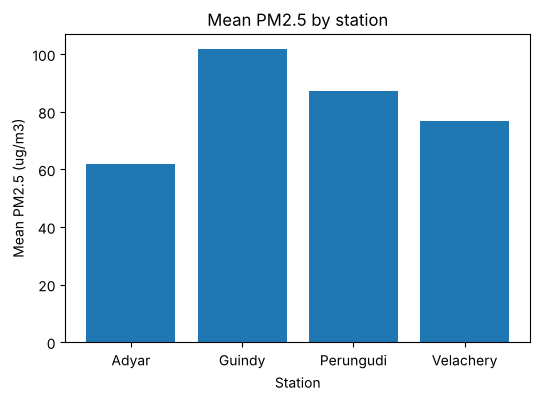 Mean PM2.5 by station
Mean PM2.5 (ug/m3)
100
80
60
40
20
0
Adyar Guindy Perungudi Velachery
Station